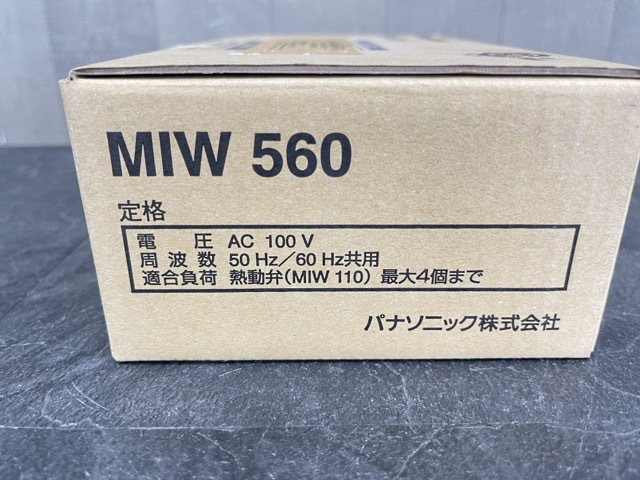 MIW 560
定格
電圧 AC 100 V
周波数 50 Hz／60 Hz共用
適合負荷 熱動弁(MIW 110) 最大4個まで
パナソニック株式会社